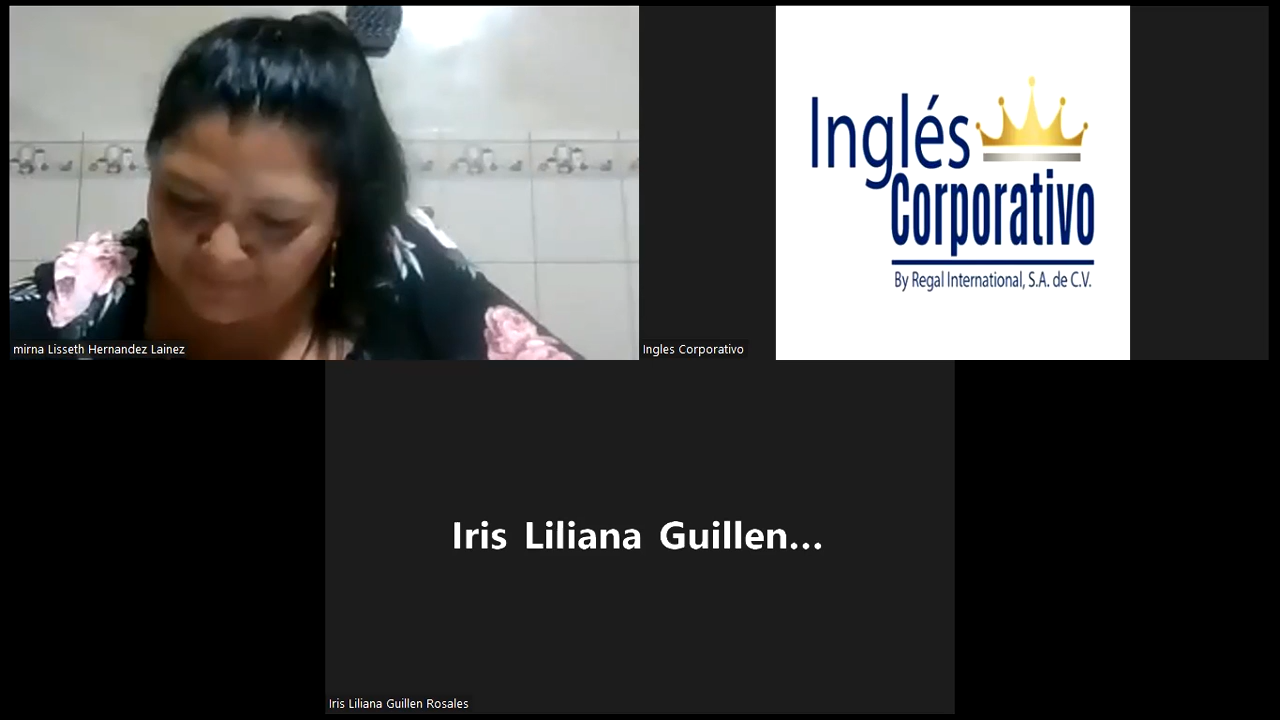 Inglés
Corporativo
By Regal International, S.A. de C.V.
mirna Lisseth Hernandez Lainez
Ingles Corporativo
Iris Liliana Guillen...
Iris Liliana Guillen Rosales